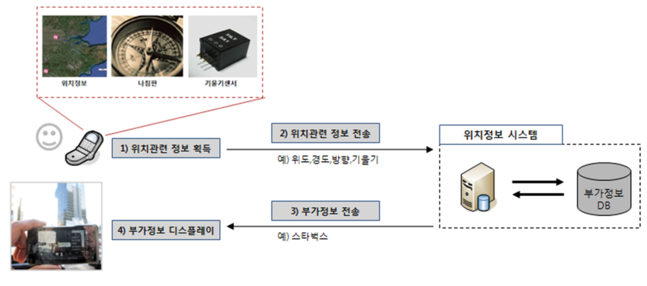 위치정보
나침판
기울기센서
1) 위치관련 정보 획득
2) 위치관련 정보 전송
예) 위도,경도,방향,기울기
위치정보 시스템
부가정보
DB
3) 부가정보 전송
예) 스타벅스
4) 부가정보 디스플레이